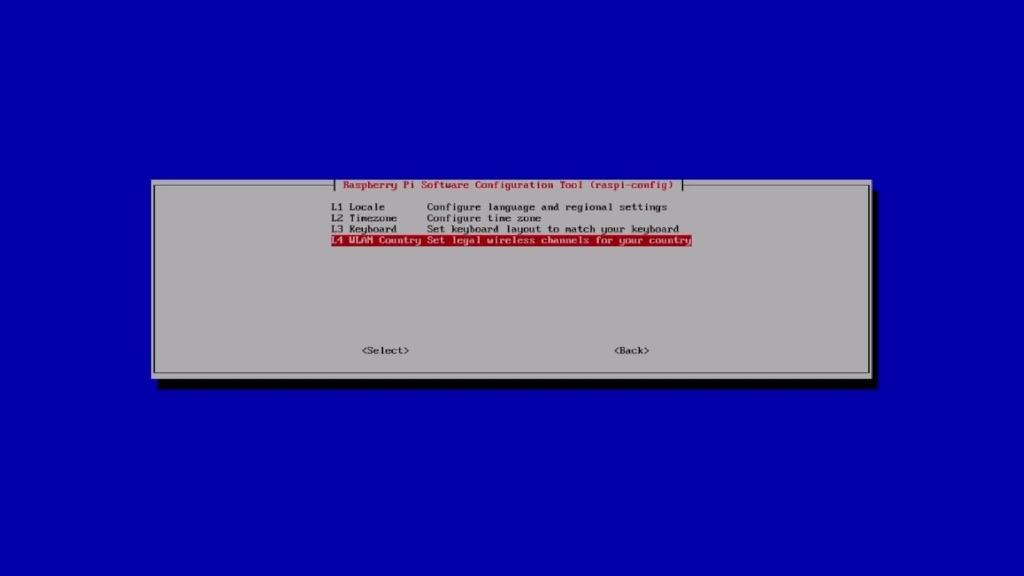 Raspberry Pi Software Configuration Tool (raspi-config)
L1 Locale Configure language and regional settings
L2 Timezone Configure time zone
L3 Keyboard Set keyboard layout to match your keyboard
L4 WLAN Country Set legal wireless channels for your country
<Select> <Back>